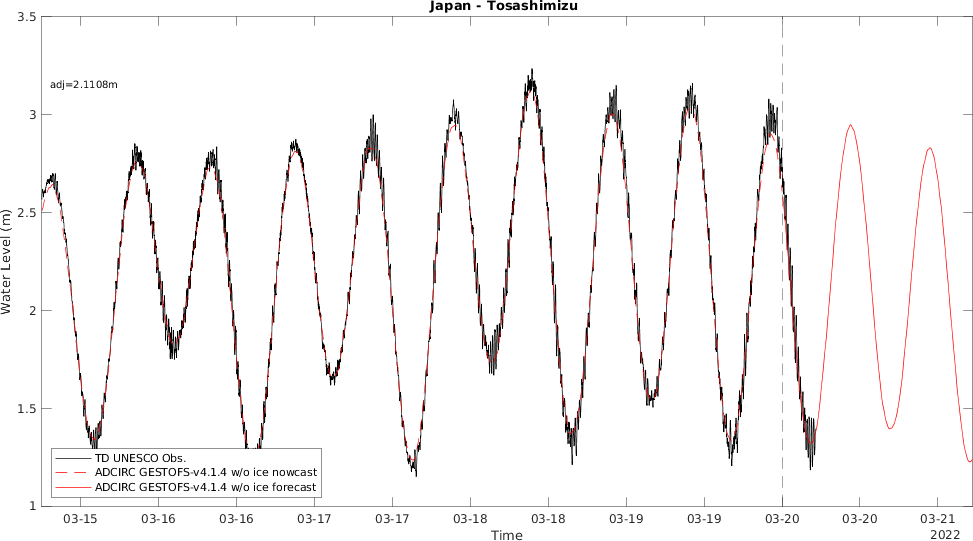 Japan - Tosashimizu
adj=2.1108m
Water Level (m)
3.5
3
2.5
2
1.5
1
TD UNESCO Obs.
ADCIRC GESTOFS-v4.1.4 w/o ice nowcast
ADCIRC GESTOFS-v4.1.4 w/o ice forecast
03-15 03-16 03-16 03-17 03-17 03-18 03-18 03-19 03-19 03-20 03-20 03-21
Time
2022